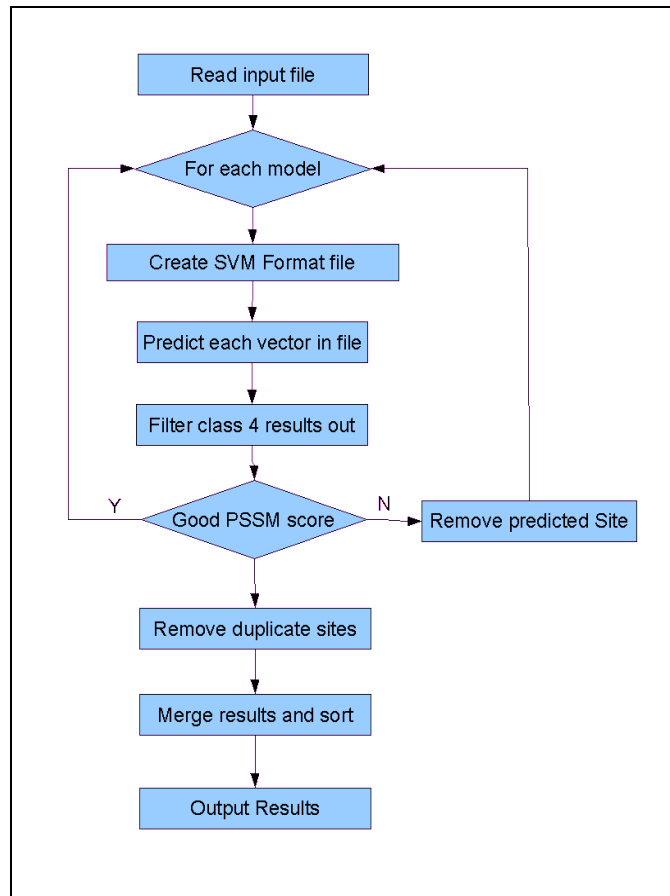 Read input file
For each model
Create SVM Format file
Predict each vector in file
Filter class 4 results out
Y
Good PSSM score
N
Remove predicted Site
Remove duplicate sites
Merge results and sort
Output Results